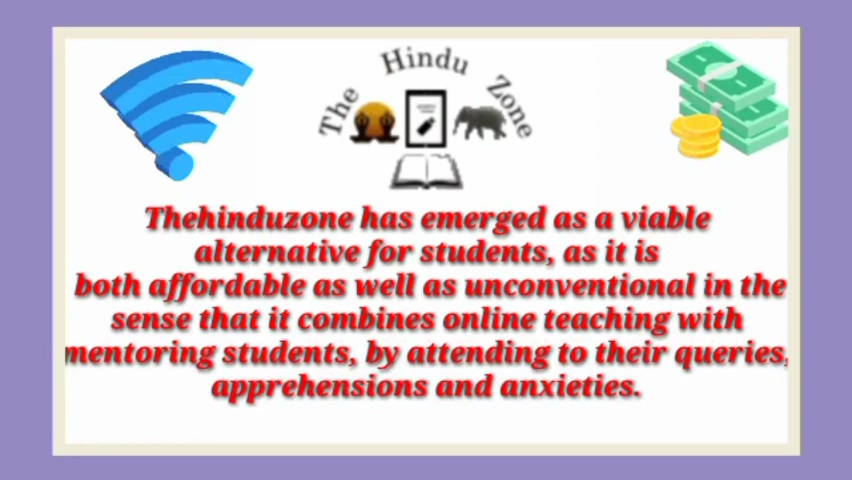 The Hindu Zone
Thehinduzone has emerged as a viable
alternative for students, as it is
both affordable as well as unconventional in the
sense that it combines online teaching with
mentoring students, by attending to their queries,
apprehensions and anxieties.